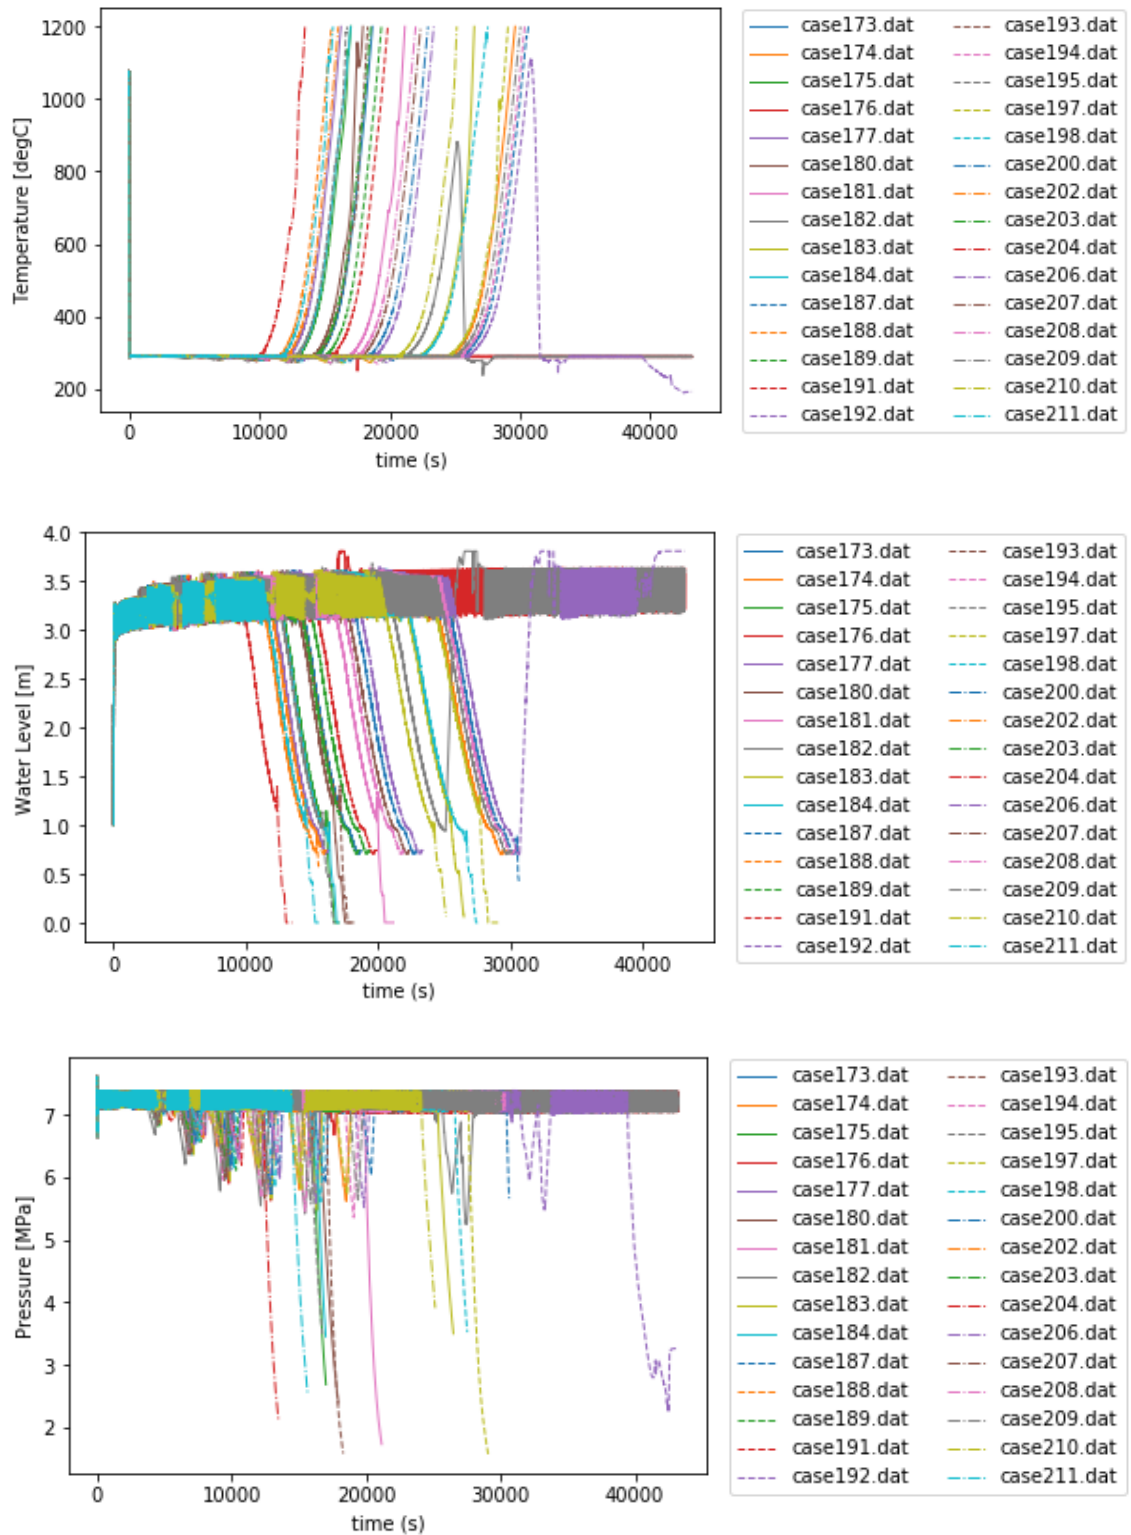 1200
1000
800
600
400
200
Temperature [degC]
0 10000 20000 30000 40000
time (s)
case173.dat case193.dat
case174.dat case194.dat
case175.dat case195.dat
case176.dat case197.dat
case177.dat case198.dat
case180.dat case200.dat
case181.dat case202.dat
case182.dat case203.dat
case183.dat case204.dat
case184.dat case206.dat
case187.dat case207.dat
case188.dat case208.dat
case189.dat case209.dat
case191.dat case210.dat
case192.dat case211.dat
4.0
3.5
3.0
2.5
2.0
1.5
1.0
0.5
0.0
Water Level [m]
0 10000 20000 30000 40000
time (s)
case173.dat case193.dat
case174.dat case194.dat
case175.dat case195.dat
case176.dat case197.dat
case177.dat case198.dat
case180.dat case200.dat
case181.dat case202.dat
case182.dat case203.dat
case183.dat case204.dat
case184.dat case206.dat
case187.dat case207.dat
case188.dat case208.dat
case189.dat case209.dat
case191.dat case210.dat
case192.dat case211.dat
7
6
5
4
3
2
Pressure [MPa]
0 10000 20000 30000 40000
time (s)
case173.dat case193.dat
case174.dat case194.dat
case175.dat case195.dat
case176.dat case197.dat
case177.dat case198.dat
case180.dat case200.dat
case181.dat case202.dat
case182.dat case203.dat
case183.dat case204.dat
case184.dat case206.dat
case187.dat case207.dat
case188.dat case208.dat
case189.dat case209.dat
case191.dat case210.dat
case192.dat case211.dat